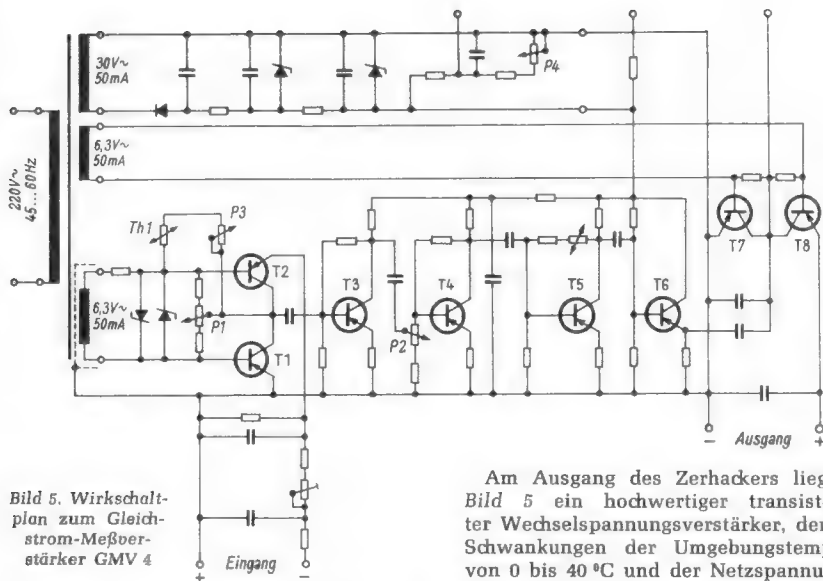 30V~
50mA
P4
220V~
45...60Hz
6,3V~
50mA
Th1
P3
T7
T8
T2
6,3V~
50mA
P1
T1
T3
P2
T4
T5
T6
− Ausgang +
Bild 5. Wirkschalt-
plan zum Gleich-
strom-Meßver-
stärker GMV 4
+ Eingang −
Am Ausgang des Zerhackers lieg
Bild 5 ein hochwertiger transist
ter Wechselspannungsverstärker, der
Schwankungen der Umgebungstemp
von 0 bis 40 °C und der Netzspannu